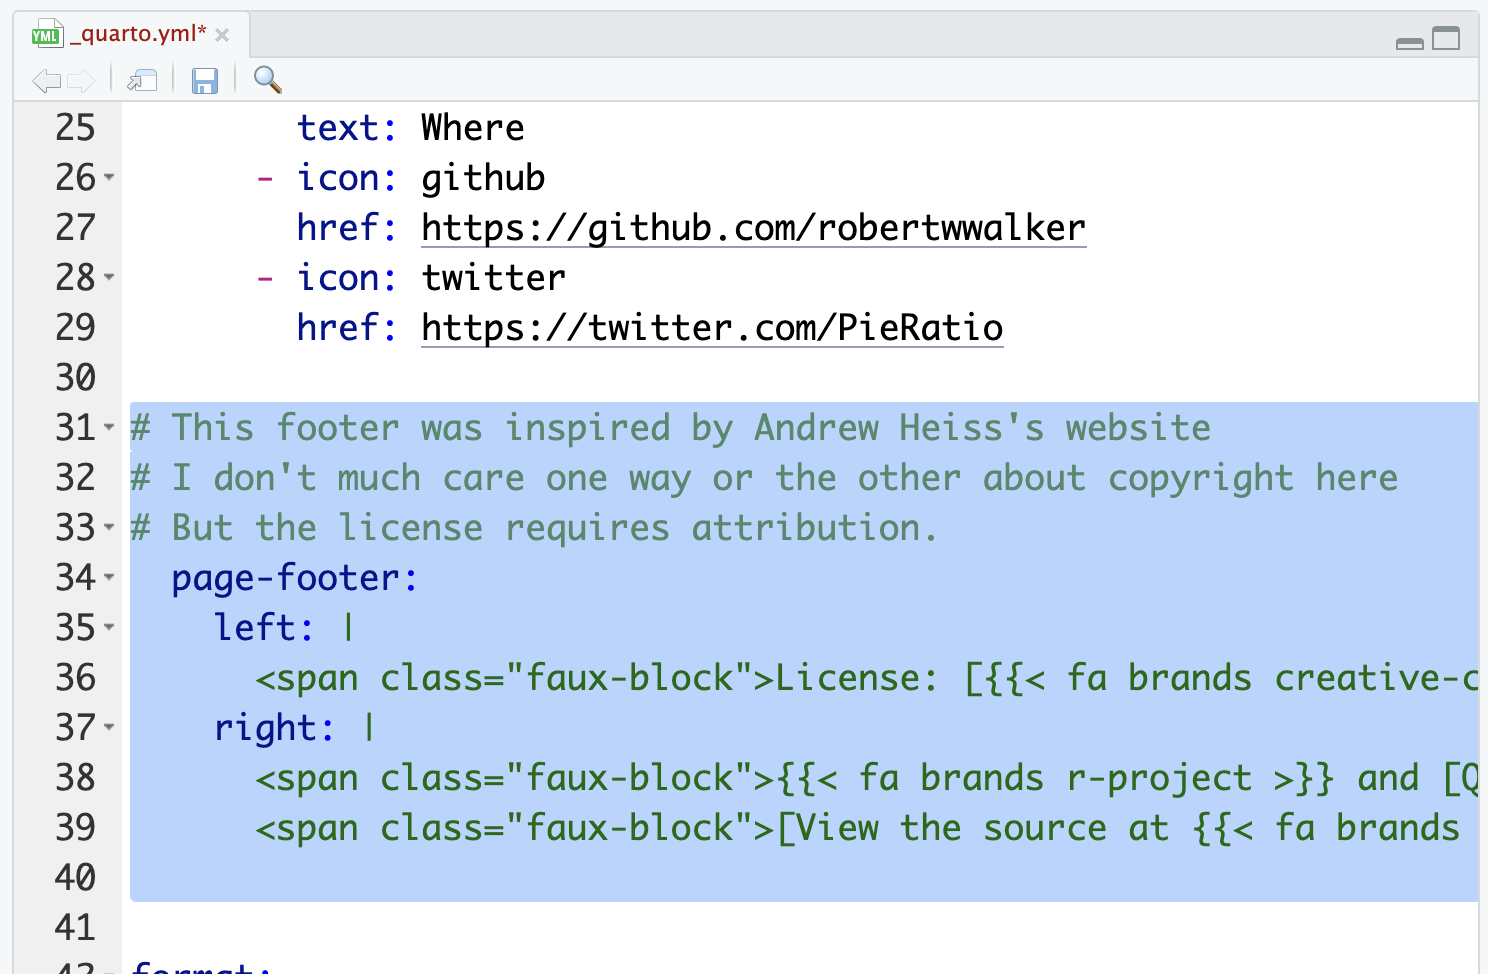 YML _quarto.yml*
25 text: Where
26 - icon: github
27 href: https://github.com/robertwwalker
28 - icon: twitter
29 href: https://twitter.com/PieRatio
30
31 # This footer was inspired by Andrew Heiss's website
32 # I don't much care one way or the other about copyright here
33 # But the license requires attribution.
34 page-footer:
35 left: |
36 <span class="faux-block">License: [{{< fa brands creative-c
37 right: |
38 <span class="faux-block">{{< fa brands r-project >}} and [Q
39 <span class="faux-block">[View the source at {{< fa brands
40
41
42 format: